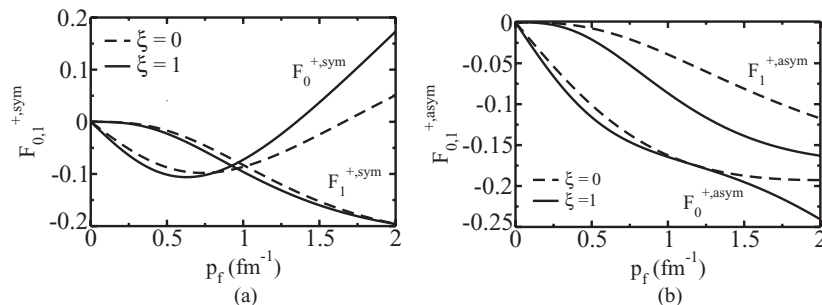 0.2
0.1
0
-0.1
-0.2
F0,1+,sym
ξ = 0
ξ = 1
F0+,sym
F1+,sym
0 0.5 1 1.5 2
pf (fm-1)
(a)
0
-0.05
-0.1
-0.15
-0.2
-0.25
F0,1+,asym
F1+,asym
ξ = 0
ξ =1
F0+,asym
0 0.5 1 1.5 2
pf (fm-1)
(b)